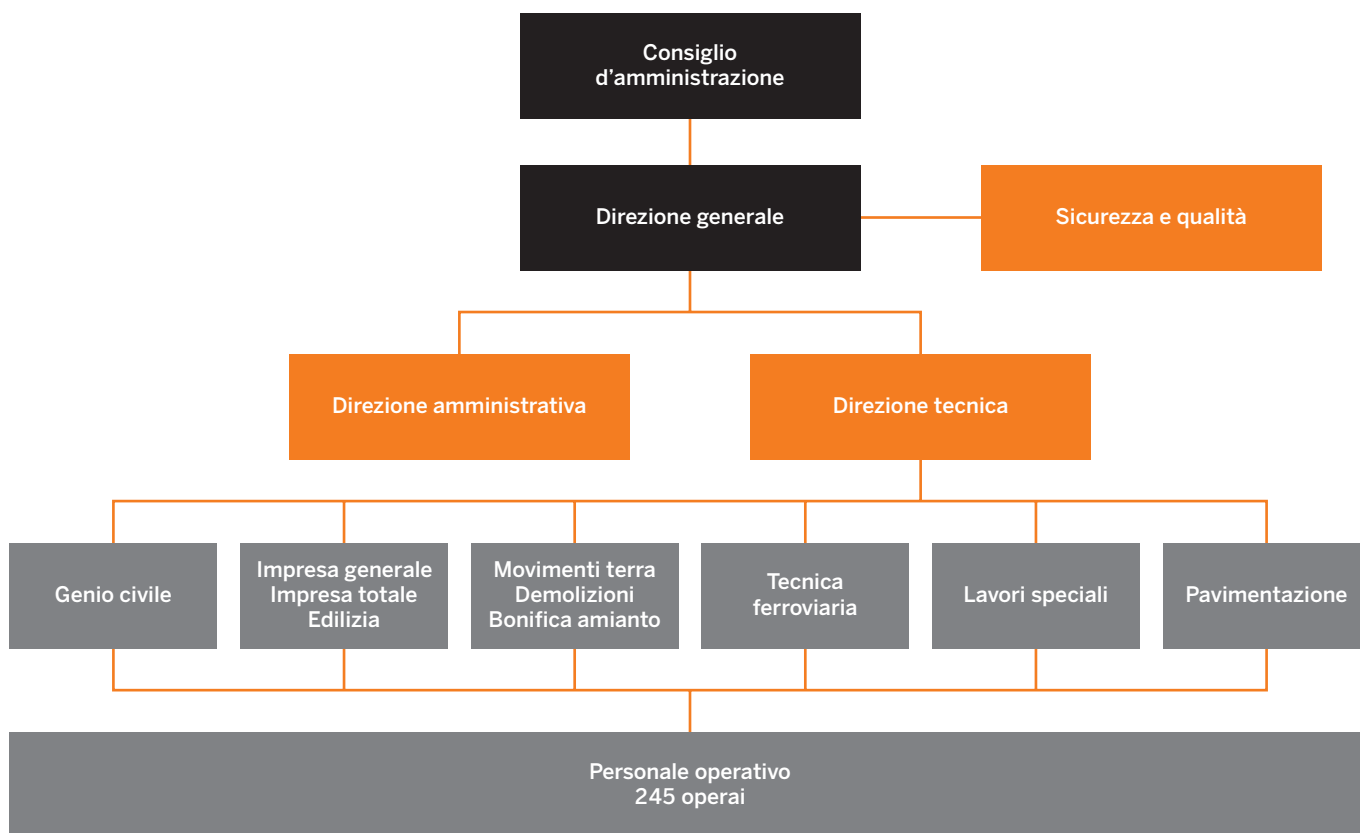 Consiglio
d’amministrazione
Direzione generale
Sicurezza e qualità
Direzione amministrativa
Direzione tecnica
Genio civile
Impresa generale
Impresa totale
Edilizia
Movimenti terra
Demolizioni
Bonifica amianto
Tecnica
ferroviaria
Lavori speciali
Pavimentazione
Personale operativo
245 operai